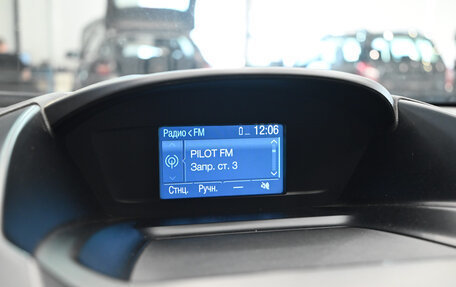 Радио < FM 12:06
PILOT FM
Запр. ст. 3
Стнц. Ручн. —